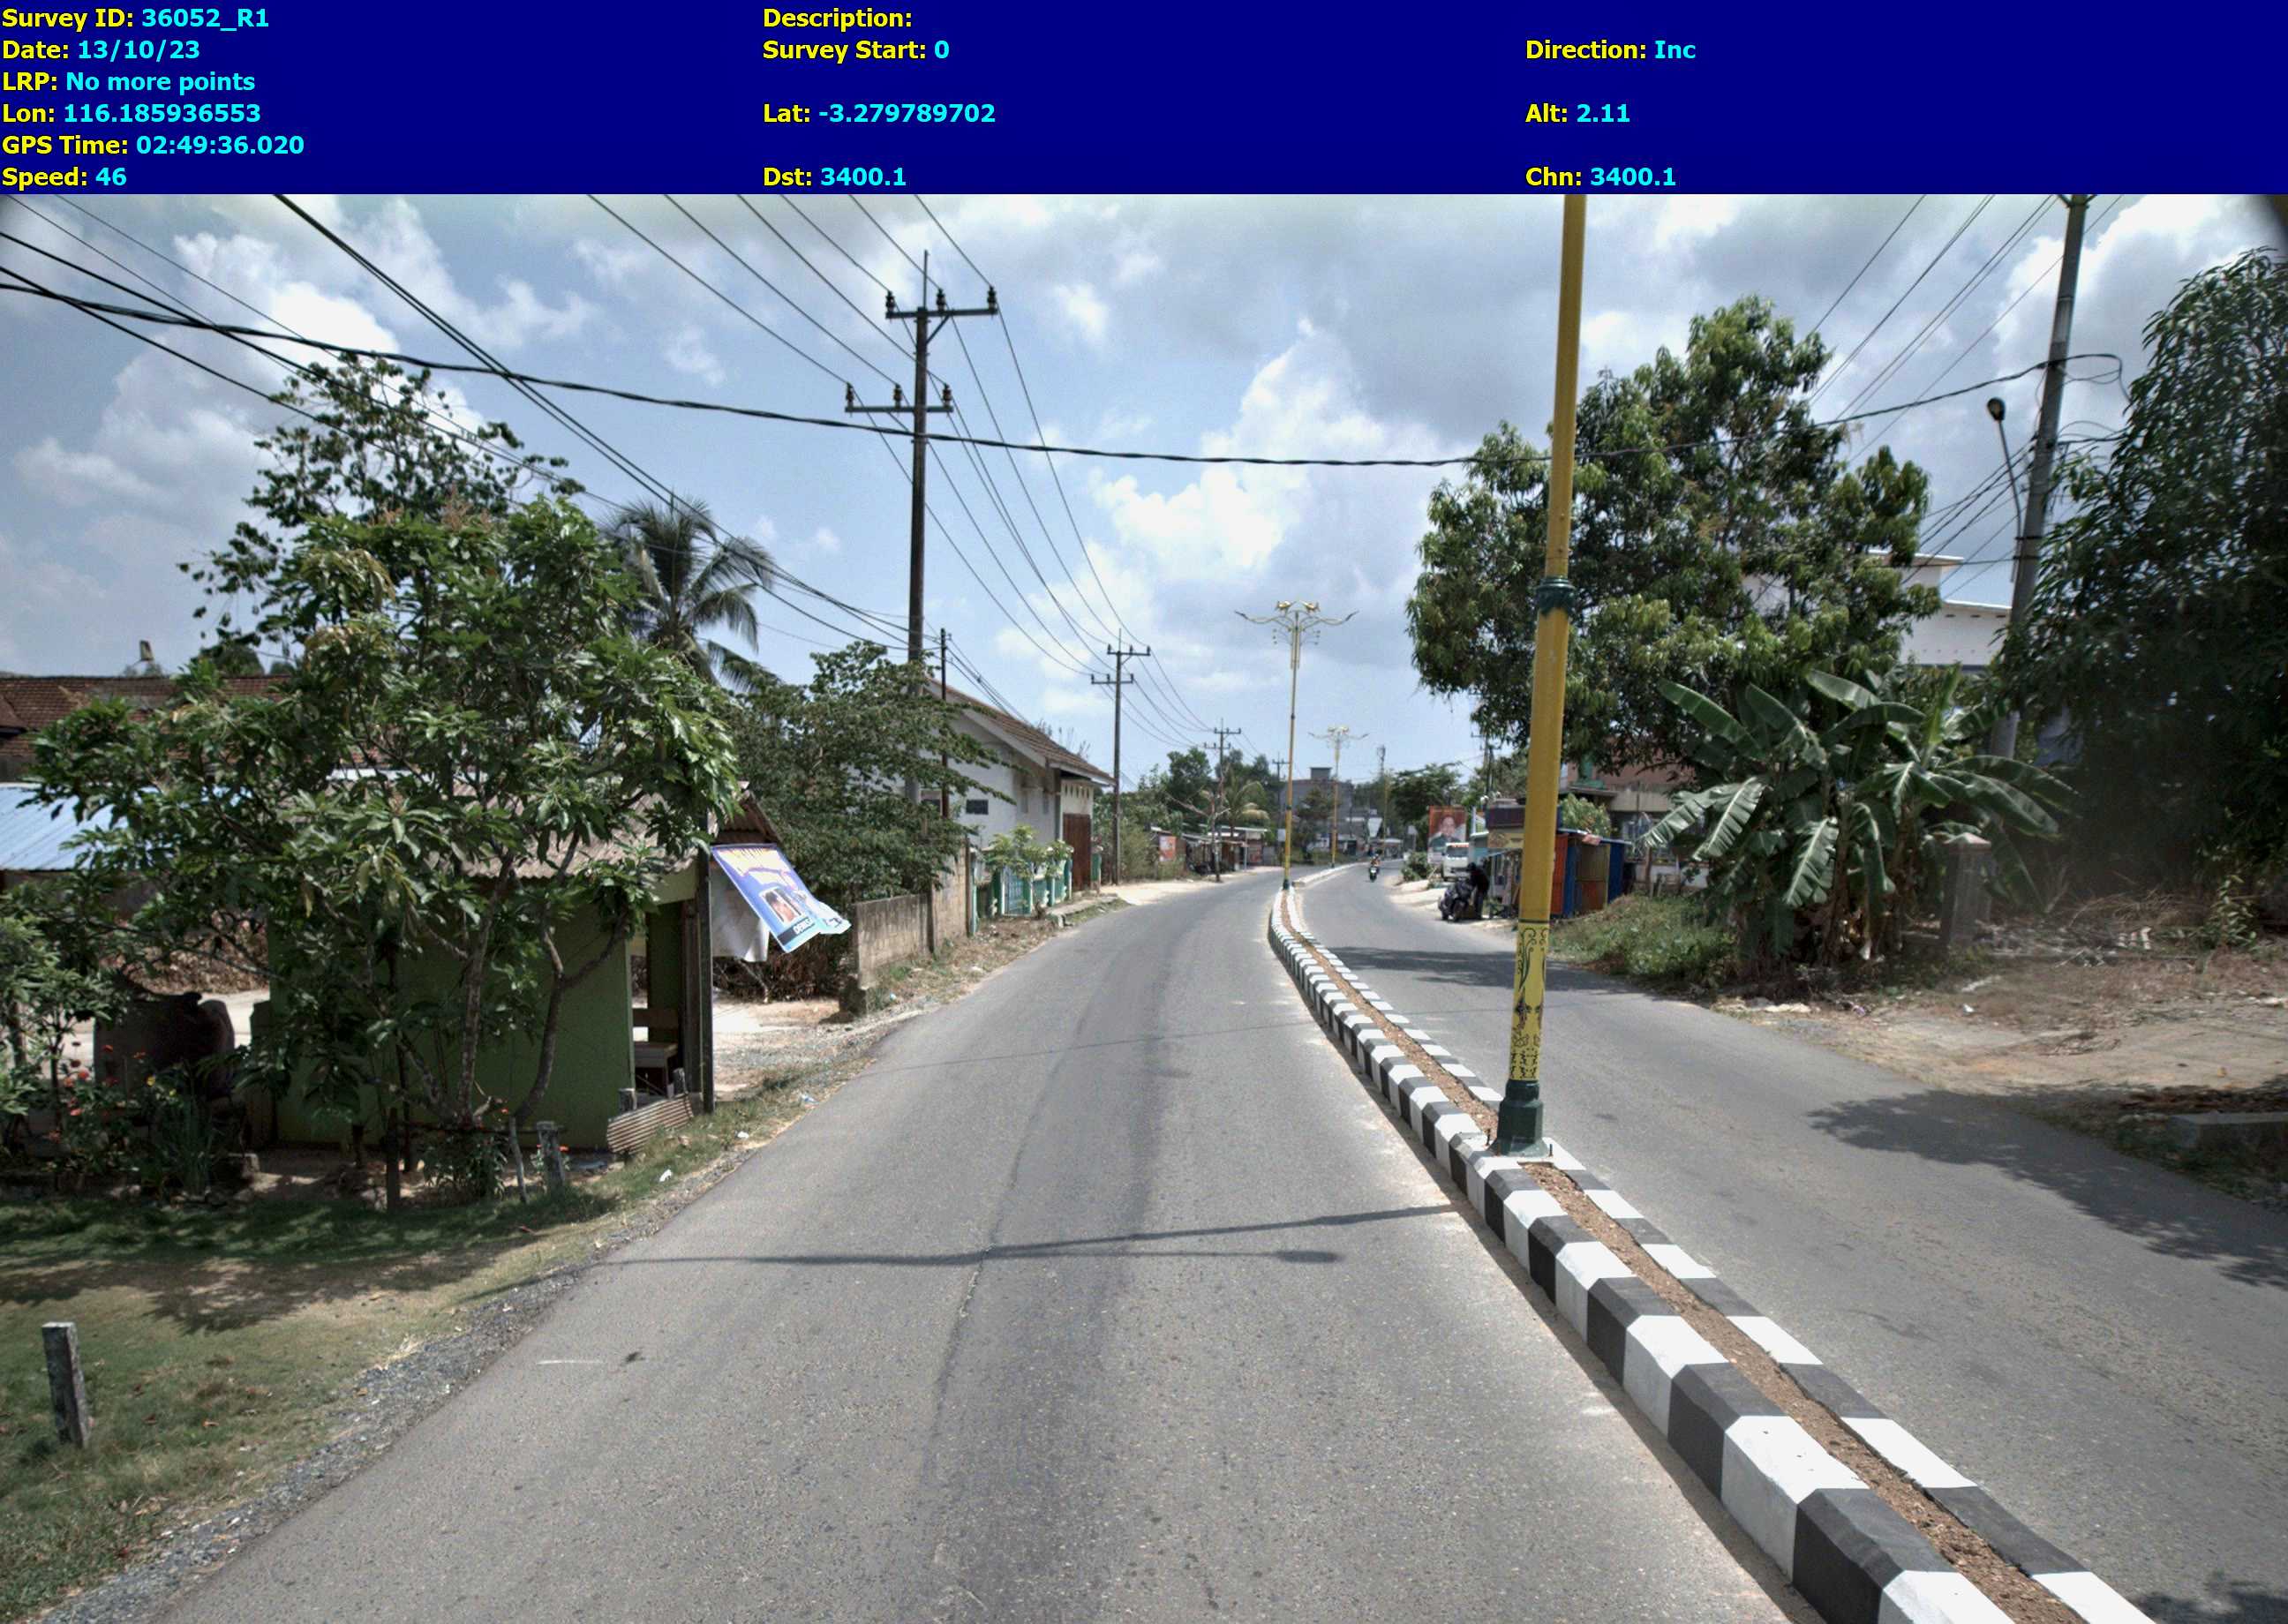 Survey ID: 36052_R1
Description:
Date: 13/10/23
Survey Start: 0
Direction: Inc
LRP: No more points
Lon: 116.185936553
Lat: -3.279789702
Alt: 2.11
GPS Time: 02:49:36.020
Speed: 46
Dst: 3400.1
Chn: 3400.1